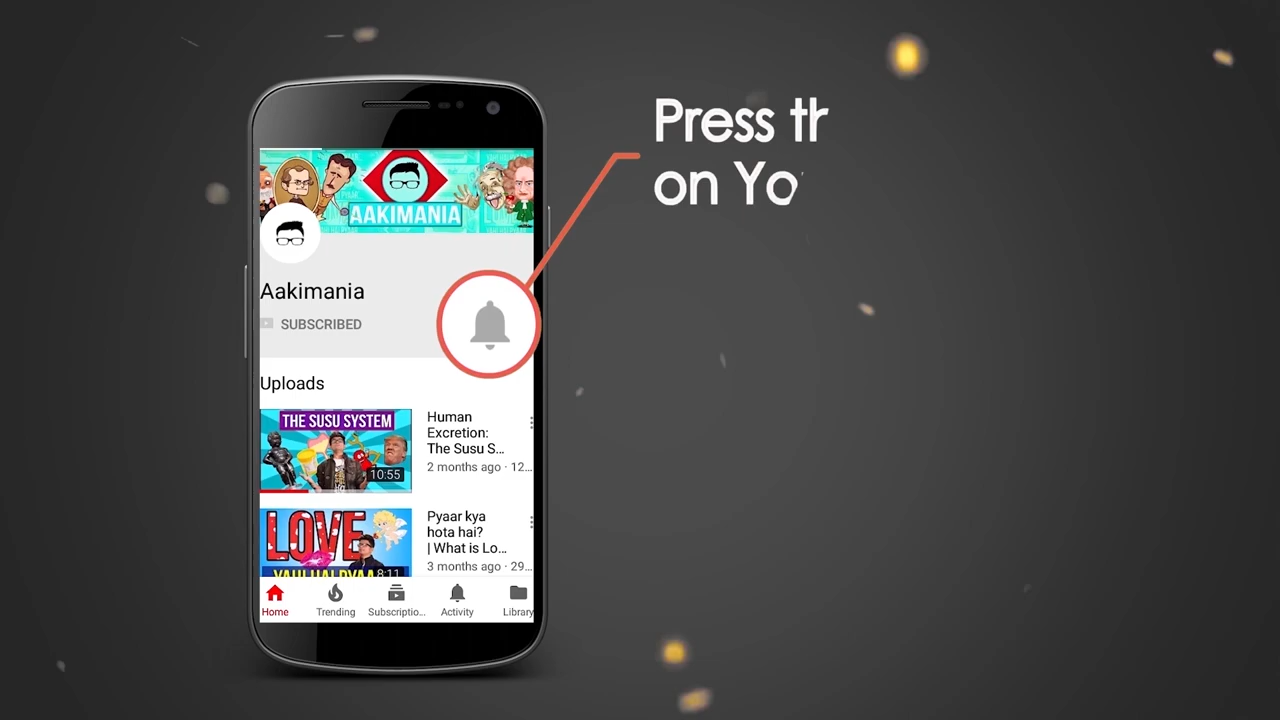 Press th
on Yo
AAKIMANIA
Aakimania
SUBSCRIBED
Uploads
THE SUSU SYSTEM
10:55
Human
Excretion:
The Susu S...
2 months ago · 12...
LOVE
8:11
Pyaar kya
hota hai?
| What is Lo...
3 months ago · 29...
Home
Trending
Subscriptio...
Activity
Library